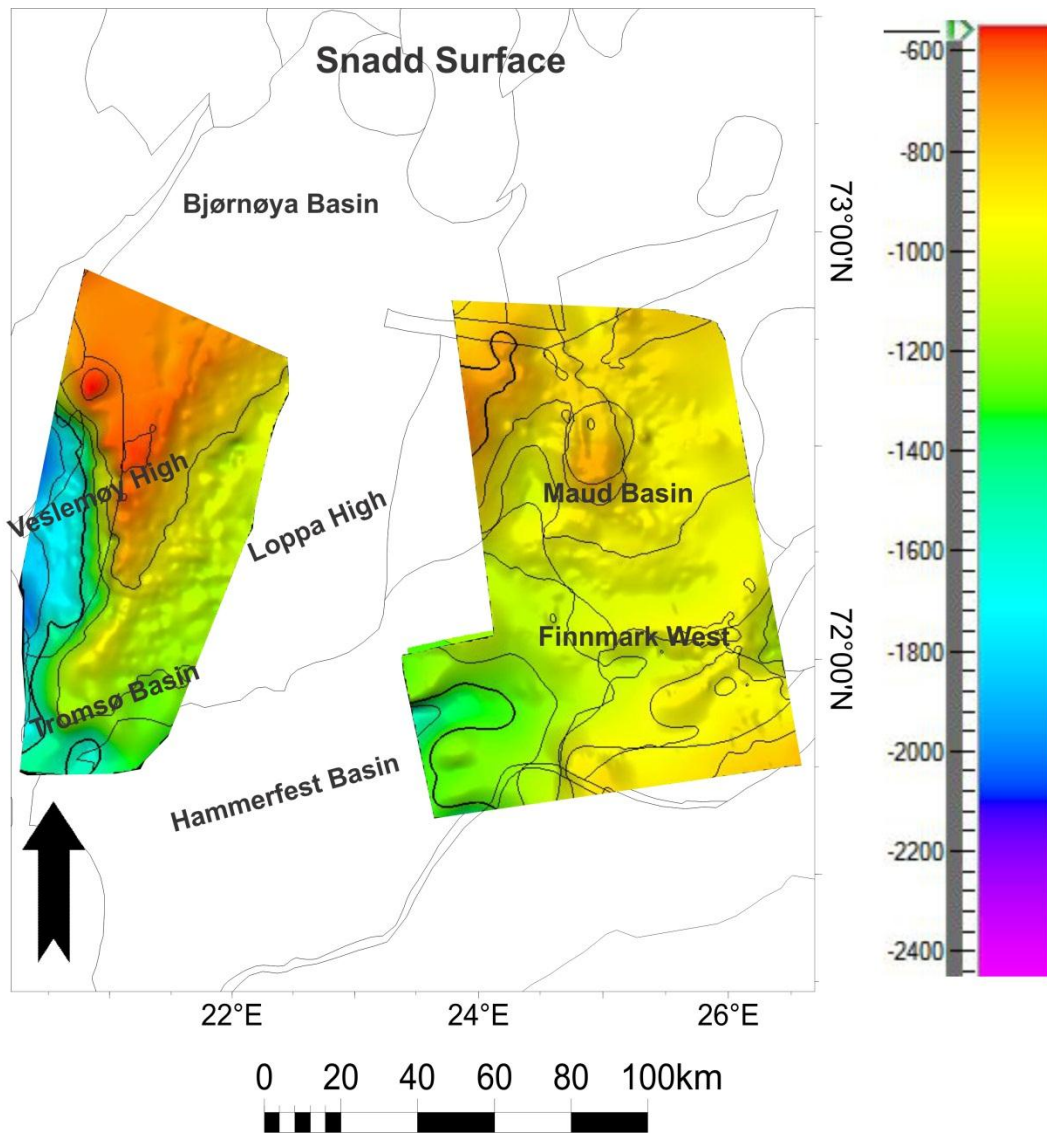 Snadd Surface
Bjørnøya Basin
Veslemøy High
Loppa High
Maud Basin
Finnmark West
Tromsø Basin
Hammerfest Basin
73°00'N
72°00'N
22°E
24°E
26°E
0 20 40 60 80 100km
-600
-800
-1000
-1200
-1400
-1600
-1800
-2000
-2200
-2400